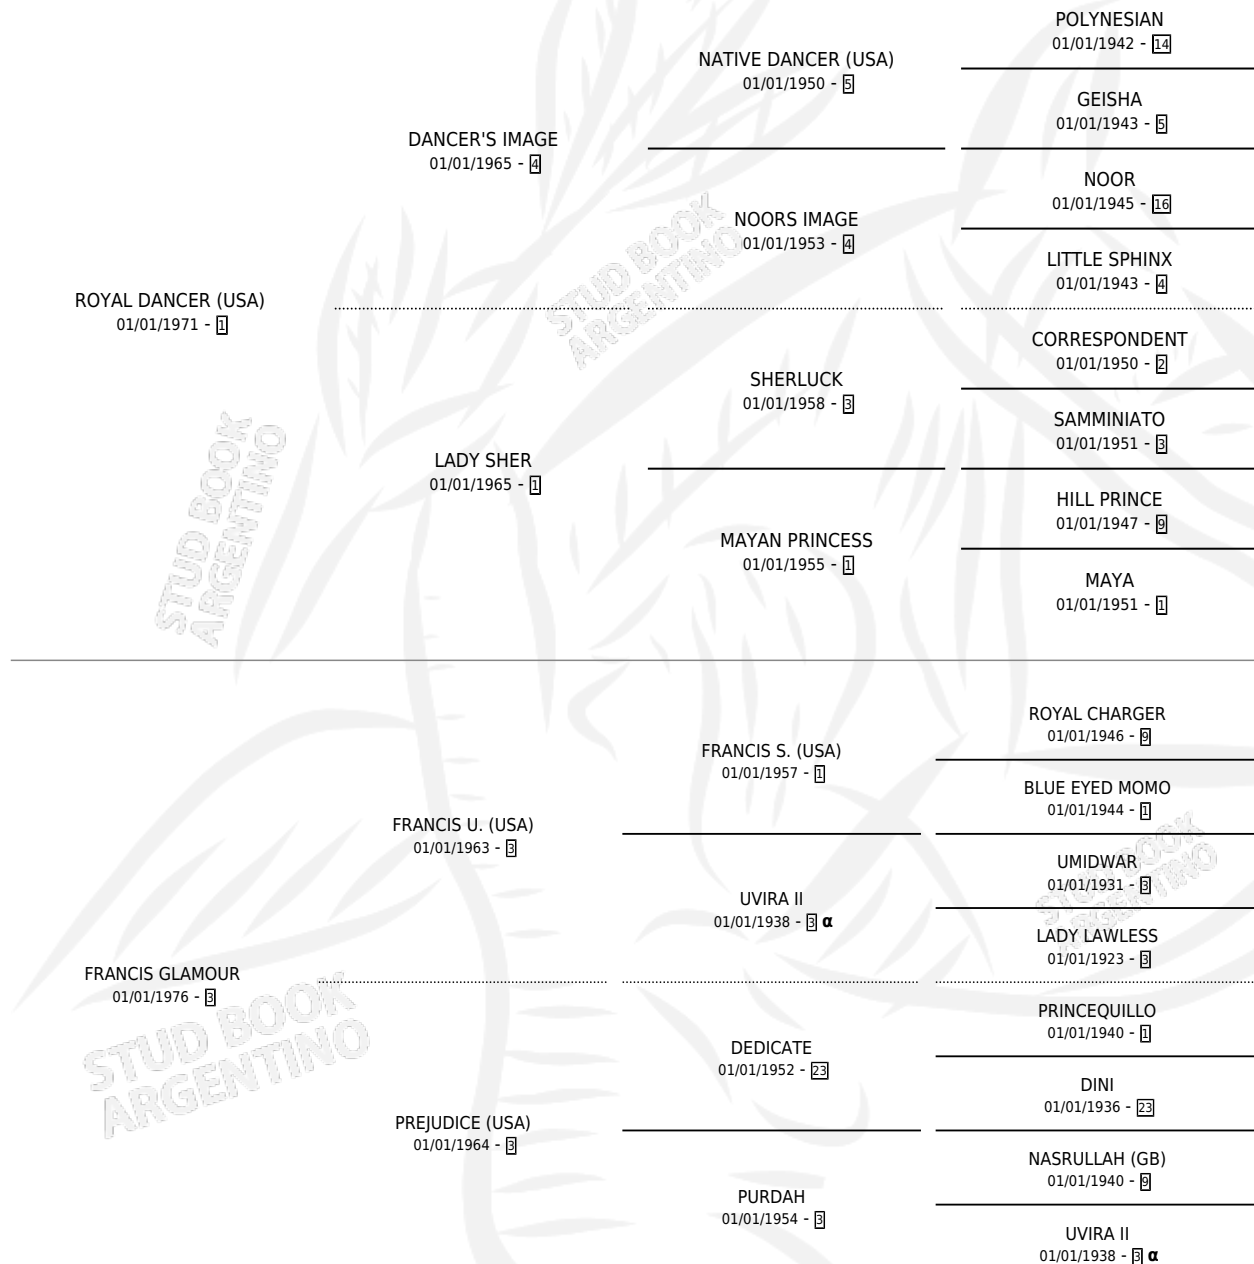 POLYNESIAN
01/01/1942 - 14
NATIVE DANCER (USA)
01/01/1950 - 5
GEISHA
01/01/1943 - 5
DANCER'S IMAGE
01/01/1965 - 4
NOOR
01/01/1945 - 16
NOORS IMAGE
01/01/1953 - 4
LITTLE SPHINX
01/01/1943 - 4
ROYAL DANCER (USA)
01/01/1971 - 1
CORRESPONDENT
01/01/1950 - 2
SHERLUCK
01/01/1958 - 3
SAMMINIATO
01/01/1951 - 3
LADY SHER
01/01/1965 - 1
HILL PRINCE
01/01/1947 - 9
MAYAN PRINCESS
01/01/1955 - 1
MAYA
01/01/1951 - 1
ROYAL CHARGER
01/01/1946 - 9
FRANCIS S. (USA)
01/01/1957 - 1
BLUE EYED MOMO
01/01/1944 - 1
FRANCIS U. (USA)
01/01/1963 - 3
UMIDWAR
01/01/1931 - 3
UVIRA II
01/01/1938 - 3 α
LADY LAWLESS
01/01/1923 - 3
FRANCIS GLAMOUR
01/01/1976 - 3
PRINCEQUILLO
01/01/1940 - 1
DEDICATE
01/01/1952 - 23
DINI
01/01/1936 - 23
PREJUDICE (USA)
01/01/1964 - 3
NASRULLAH (GB)
01/01/1940 - 9
PURDAH
01/01/1954 - 3
UVIRA II
01/01/1938 - 3 α
STUD BOOK
ARGENTINO
STUD BOOK
ARGENTINO
STUD BOOK
ARGENTINO
STUD BOOK
ARGENTINO